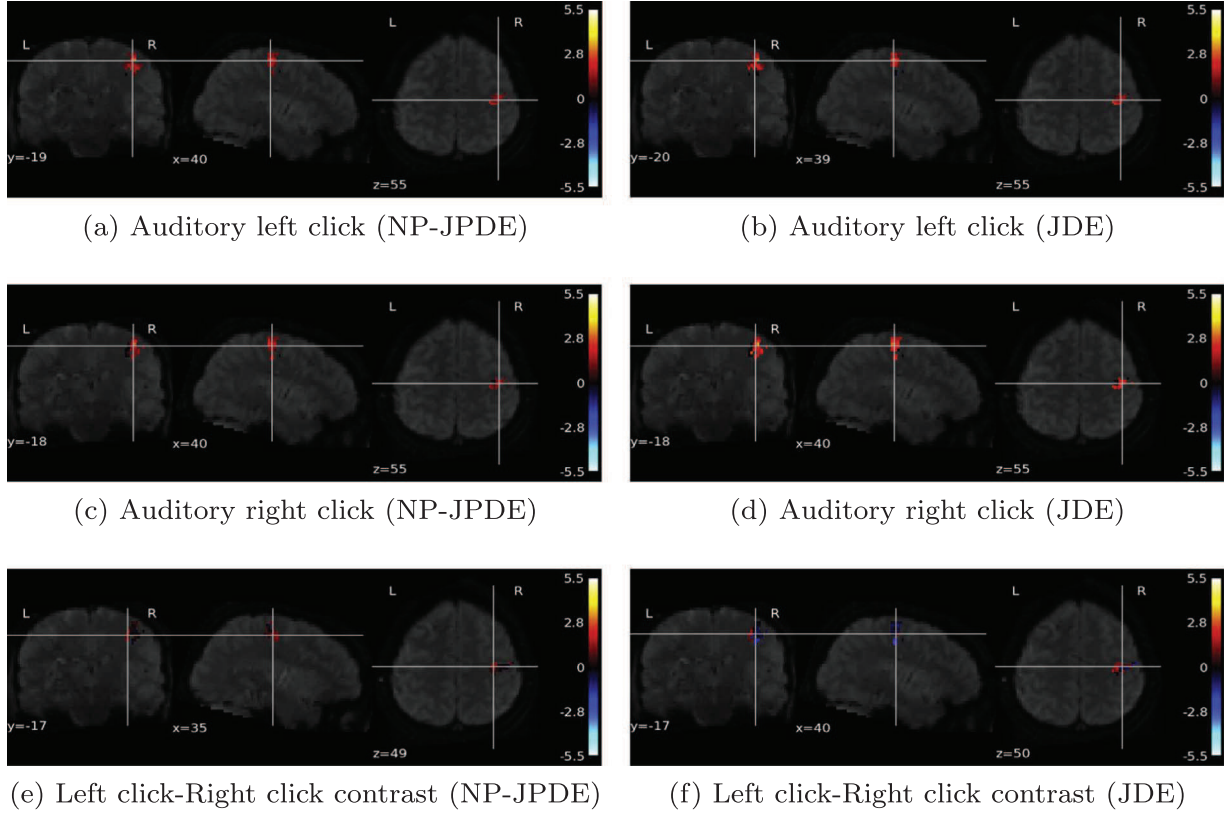 L R L R 5.5 2.8 0 -2.8 -5.5
y=-19 x=40 z=55
L R L R 5.5 2.8 0 -2.8 -5.5
y=-20 x=39 z=55
(a) Auditory left click (NP-JPDE)
(b) Auditory left click (JDE)
L R L R 5.5 2.8 0 -2.8 -5.5
y=-18 x=40 z=55
L R L R 5.5 2.8 0 -2.8 -5.5
y=-18 x=40 z=55
(c) Auditory right click (NP-JPDE)
(d) Auditory right click (JDE)
L R L R 5.5 2.8 0 -2.8 -5.5
y=-17 x=35 z=49
L R L R 5.5 2.8 0 -2.8 -5.5
y=-17 x=40 z=50
(e) Left click-Right click contrast (NP-JPDE)
(f) Left click-Right click contrast (JDE)